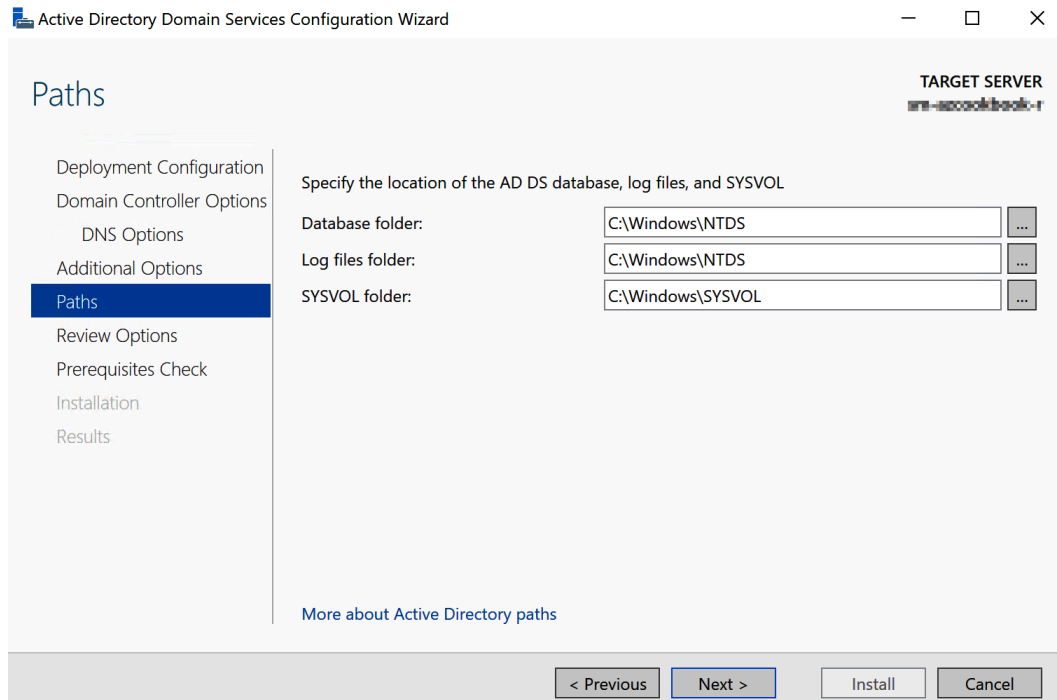 Active Directory Domain Services Configuration Wizard
Paths
TARGET SERVER
Deployment Configuration
Domain Controller Options
DNS Options
Additional Options
Paths
Review Options
Prerequisites Check
Installation
Results
Specify the location of the AD DS database, log files, and SYSVOL
Database folder: C:\Windows\NTDS ...
Log files folder: C:\Windows\NTDS ...
SYSVOL folder: C:\Windows\SYSVOL ...
More about Active Directory paths
< Previous Next > Install Cancel